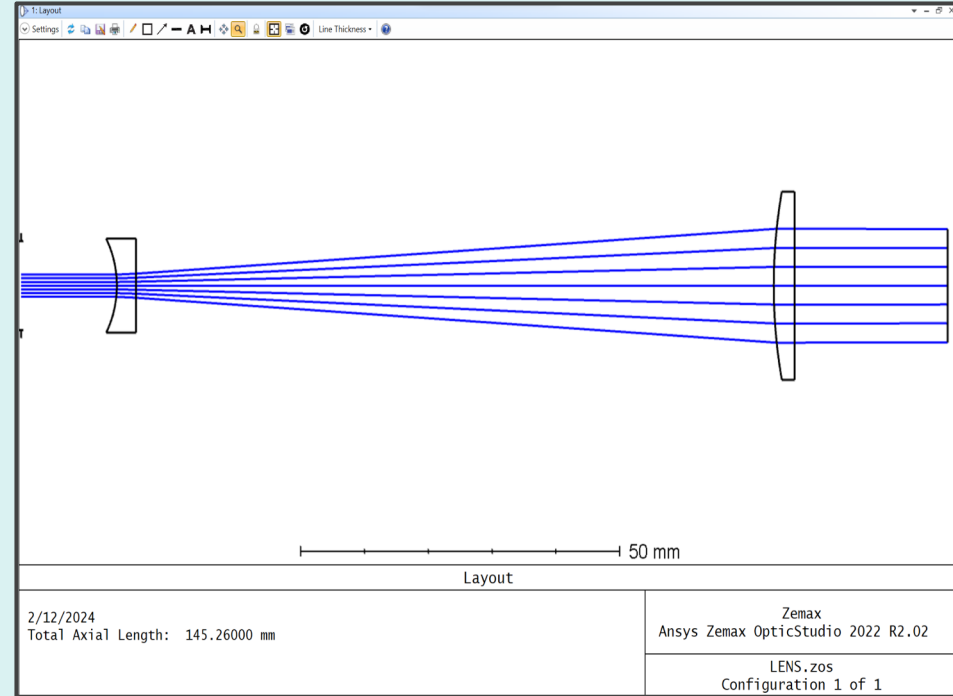 1: Layout
Settings A Line Thickness
50 mm
Layout
2/12/2024
Total Axial Length: 145.26000 mm
Zemax
Ansys Zemax OpticStudio 2022 R2.02
LENS.zos
Configuration 1 of 1